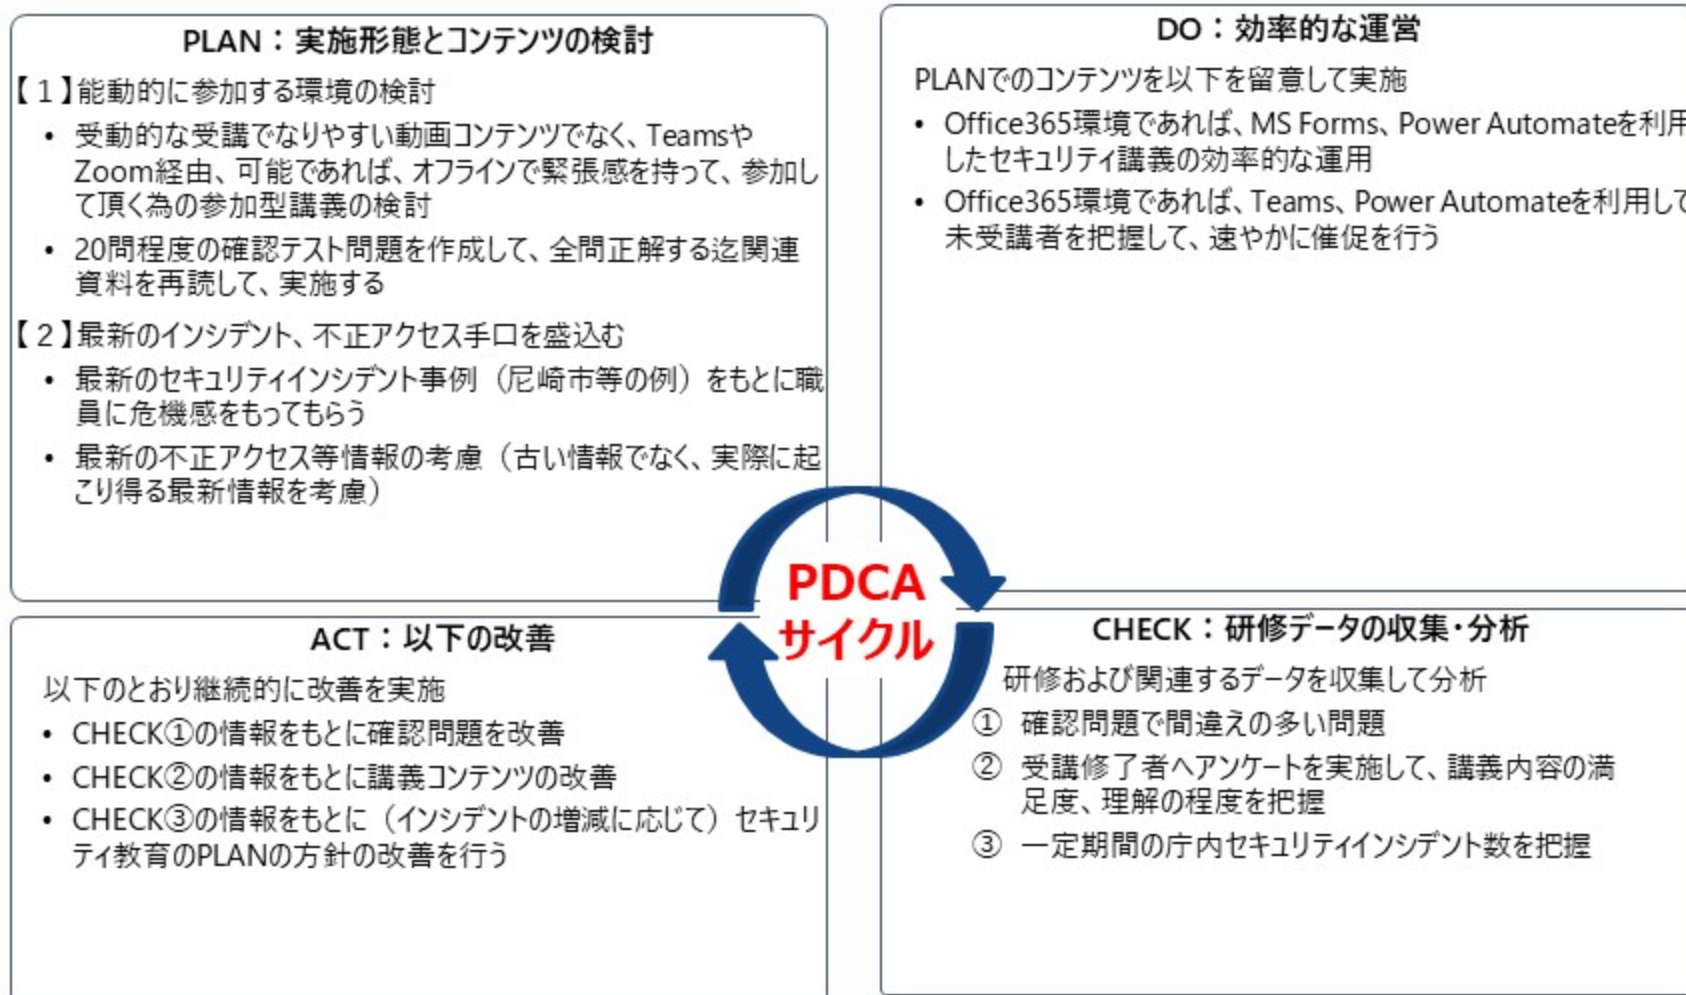 PLAN：実施形態とコンテンツの検討
【１】能動的に参加する環境の検討
• 受動的な受講でなりやすい動画コンテンツでなく、Teamsや
Zoom経由、可能であれば、オフラインで緊張感を持って、参加し
て頂く為の参加型講義の検討
• 20問程度の確認テスト問題を作成して、全問正解する迄関連
資料を再読して、実施する
【２】最新のインシデント、不正アクセス手口を盛込む
• 最新のセキュリティインシデント事例（尼崎市等の例）をもとに職
員に危機感をもってもらう
• 最新の不正アクセス等情報の考慮（古い情報でなく、実際に起
こり得る最新情報を考慮）
DO：効率的な運営
PLANでのコンテンツを以下を留意して実施
• Office365環境であれば、MS Forms、Power Automateを利用
したセキュリティ講義の効率的な運用
• Office365環境であれば、Teams、Power Automateを利用して
未受講者を把握して、速やかに催促を行う
PDCA
サイクル
CHECK：研修データの収集・分析
研修および関連するデータを収集して分析
① 確認問題で間違えの多い問題
② 受講修了者へアンケートを実施して、講義内容の満
足度、理解の程度を把握
③ 一定期間の庁内セキュリティインシデント数を把握
ACT：以下の改善
以下のとおり継続的に改善を実施
• CHECK①の情報をもとに確認問題を改善
• CHECK②の情報をもとに講義コンテンツの改善
• CHECK③の情報をもとに（インシデントの増減に応じて）セキュリ
ティ教育のPLANの方針の改善を行う